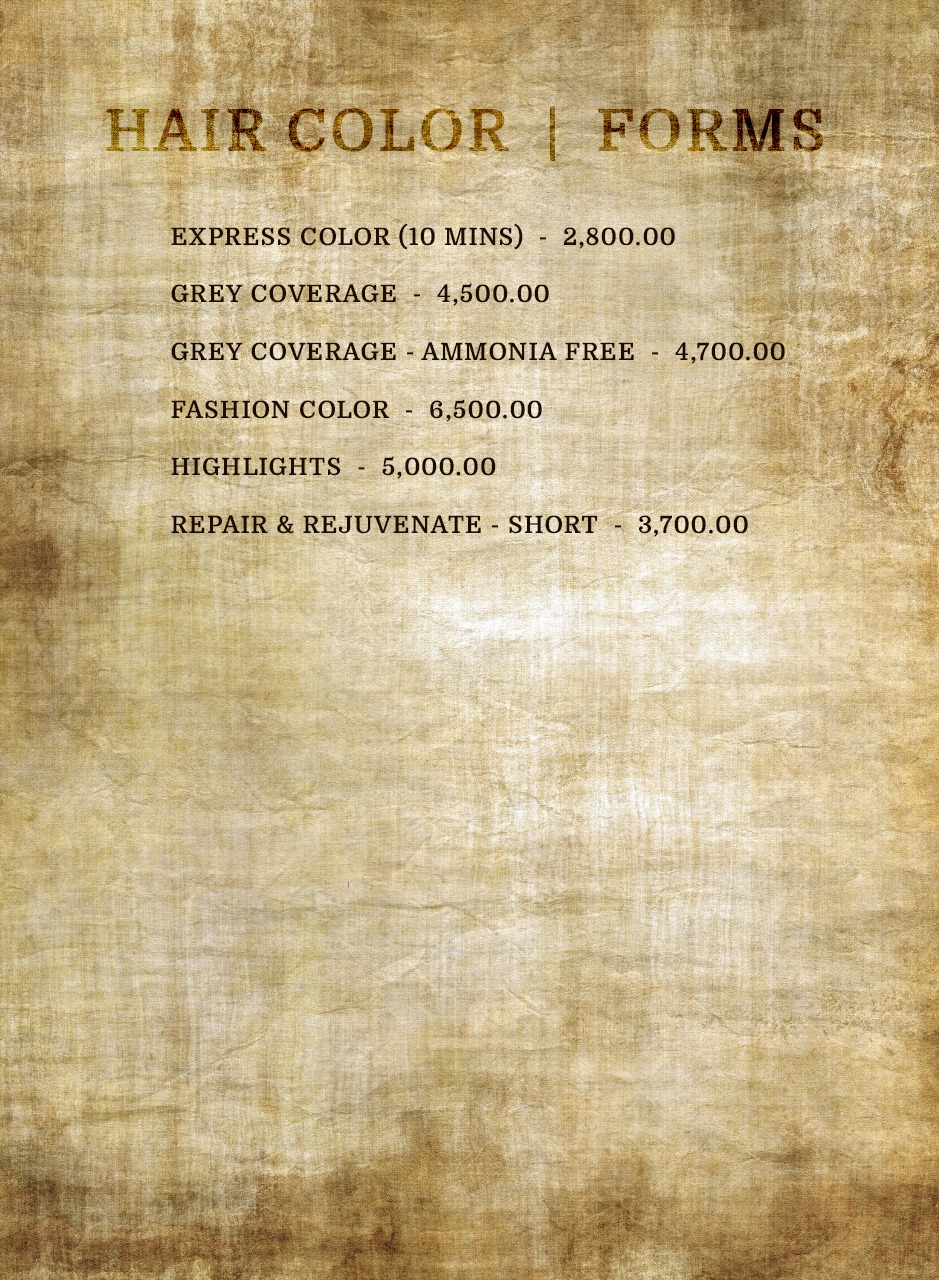 HAIR COLOR | FORMS
EXPRESS COLOR (10 MINS) - 2,800.00
GREY COVERAGE - 4,500.00
GREY COVERAGE - AMMONIA FREE - 4,700.00
FASHION COLOR - 6,500.00
HIGHLIGHTS - 5,000.00
REPAIR & REJUVENATE - SHORT - 3,700.00